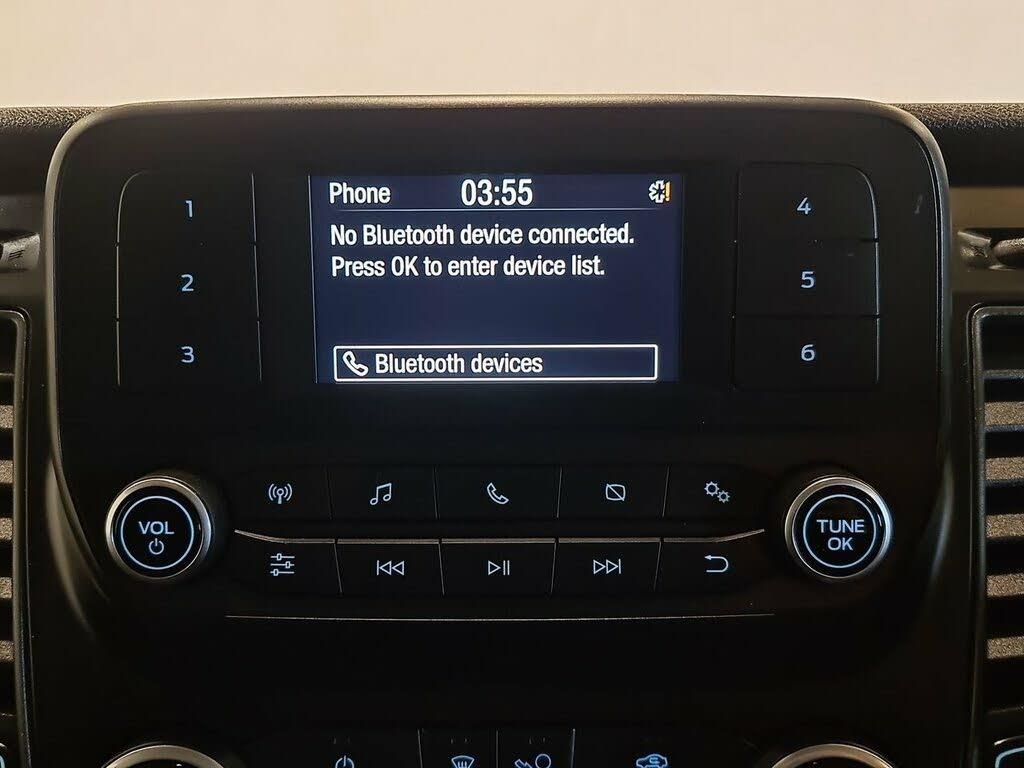 1
2
3
Phone 03:55
No Bluetooth device connected.
Press OK to enter device list.
Bluetooth devices
4
5
6
VOL
TUNE
OK